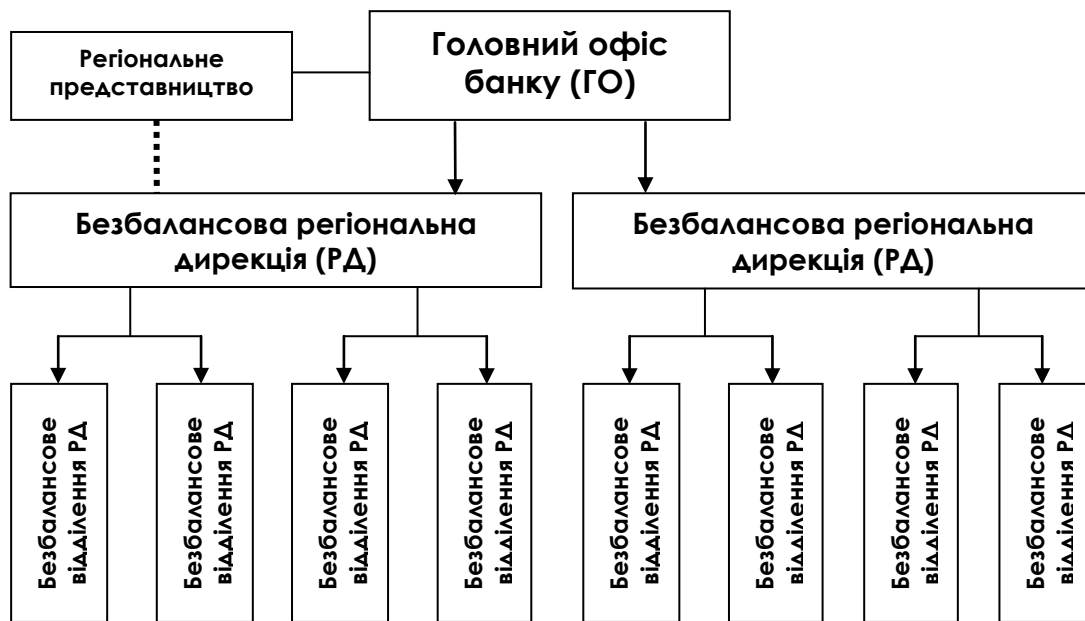 Регіональне
представництво
Головний офіс
банку (ГО)
Безбалансова регіональна
дирекція (РД)
Безбалансова регіональна
дирекція (РД)
Безбалансове
відділення РД
Безбалансове
відділення РД
Безбалансове
відділення РД
Безбалансове
відділення РД
Безбалансове
відділення РД
Безбалансове
відділення РД
Безбалансове
відділення РД
Безбалансове
відділення РД